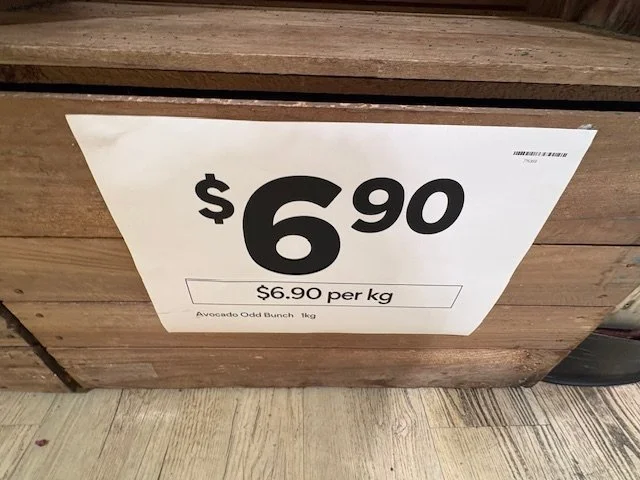 $6.90
$6.90 per kg
Avocado Odd Bunch 1kg